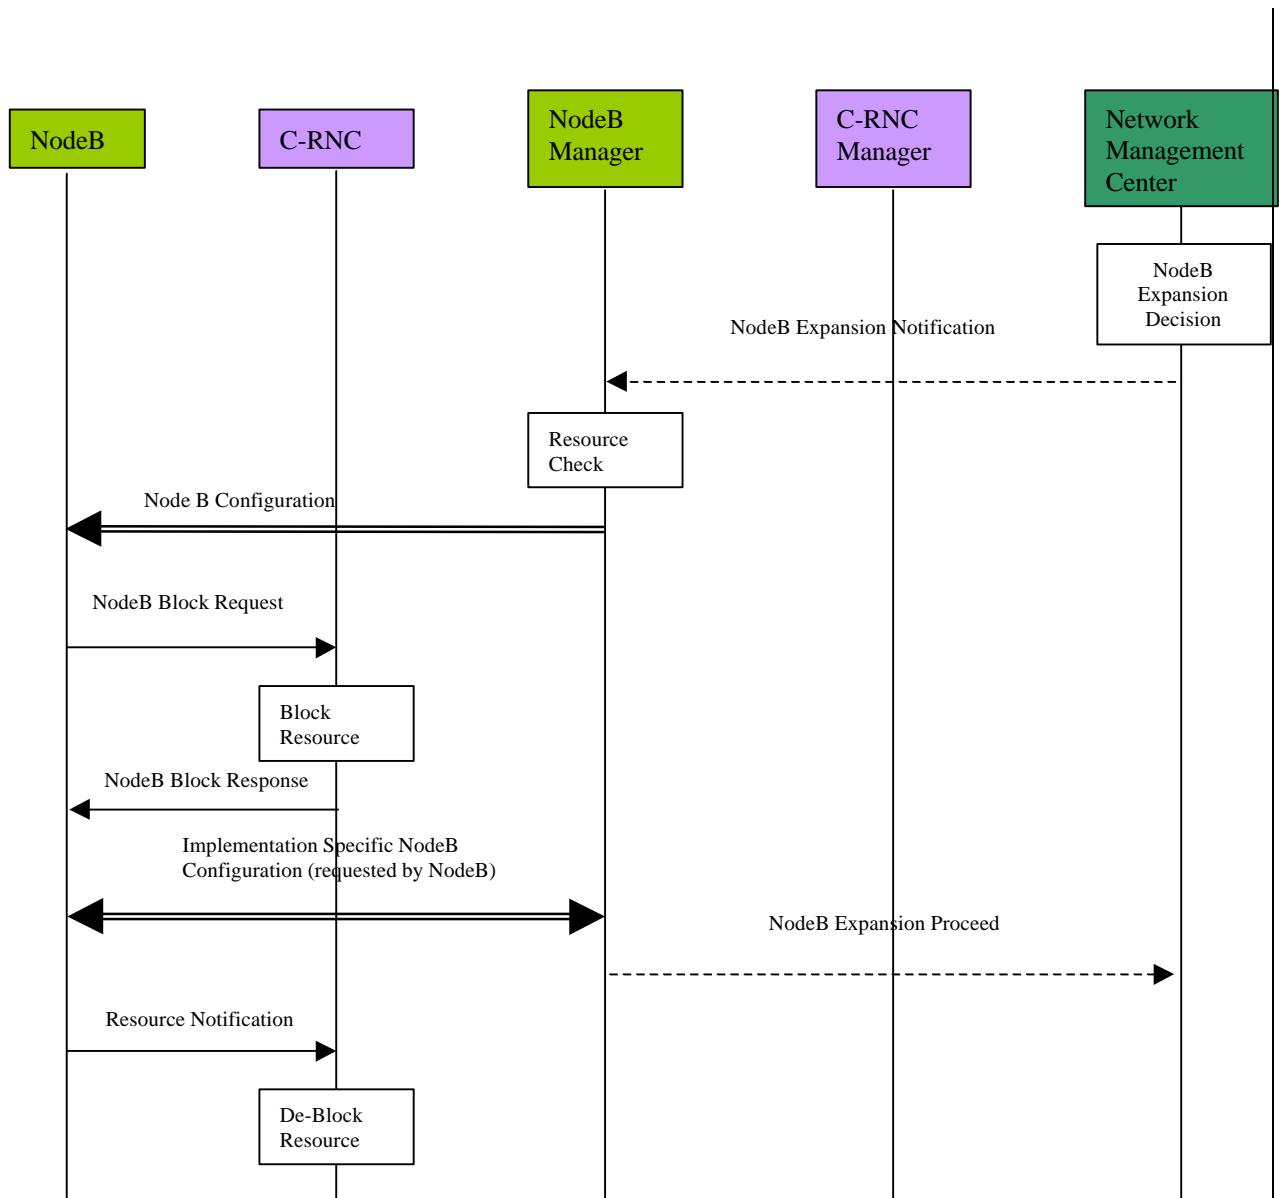 NodeB
C-RNC
NodeB
Manager
C-RNC
Manager
Network
Management
Center
NodeB
Expansion
Decision
NodeB Expansion Notification
Resource
Check
Node B Configuration
NodeB Block Request
Block
Resource
NodeB Block Response
Implementation Specific NodeB
Configuration (requested by NodeB)
NodeB Expansion Proceed
Resource Notification
De-Block
Resource